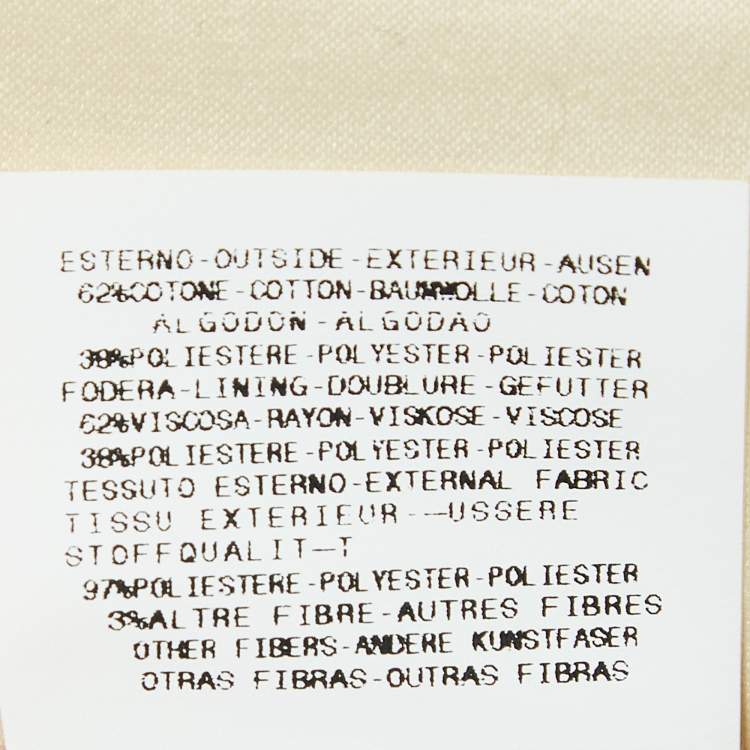 ESTERNO-OUTSIDE-EXTERIEUR-AUSEN
62%COTONE-COTTON-BAUMWOLLE-COTON
ALGODON-ALGODAO
38%POLIESTERE-POLYESTER-POLIESTER
FODERA-LINING-DOUBLURE-GEFUTTER
62%VISCOSA-RAYON-VISKOSE-VISCOSE
38%POLIESTERE-POLYESTER-POLIESTER
TESSUTO ESTERNO-EXTERNAL FABRIC
TISSU EXTERIEUR-—USSERE
STOFFQUALIT—T
97%POLIESTERE-POLYESTER-POLIESTER
3%ALTRE FIBRE-AUTRES FIBRES
OTHER FIBERS-ANDERE KUNSTFASER
OTRAS FIBRAS-OUTRAS FIBRAS